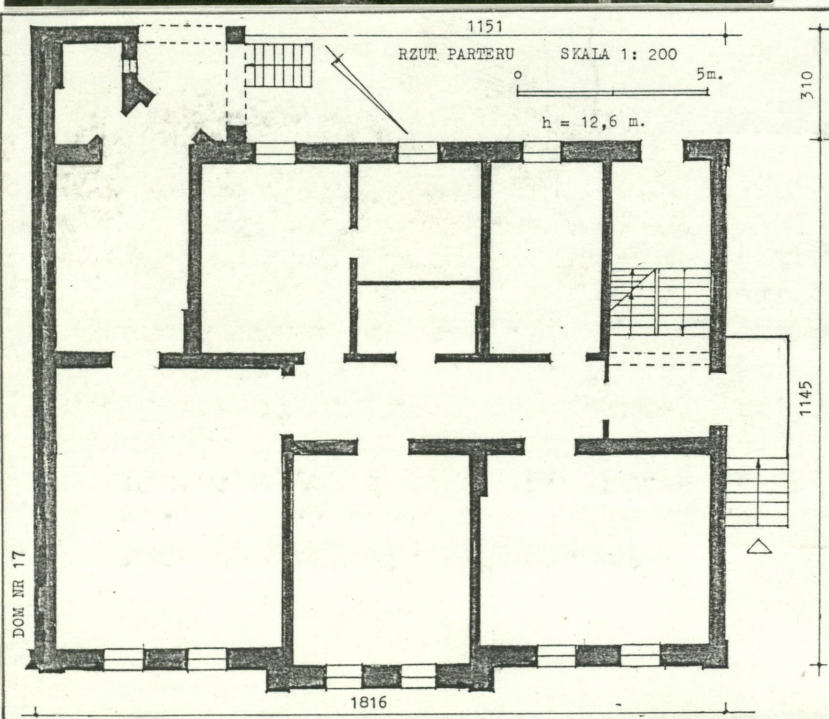 1151
RZUT PARTERU SKALA 1: 200
0 5m.
h = 12,6 m.
310
1145
DOM NR 17
1816